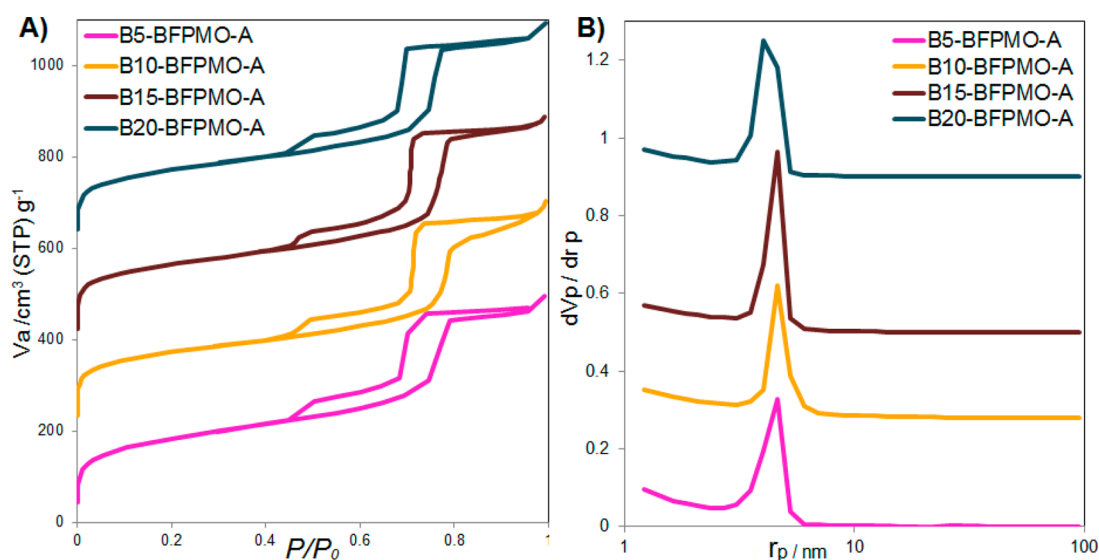 A)
B5-BFPMO-A
B10-BFPMO-A
B15-BFPMO-A
B20-BFPMO-A
Va /cm³ (STP) g⁻¹
1000
800
600
400
200
0
0
0.2
0.4
0.6
0.8
1
P/P₀
B)
B5-BFPMO-A
B10-BFPMO-A
B15-BFPMO-A
B20-BFPMO-A
dVp / dr p
1.2
1
0.8
0.6
0.4
0.2
0
1
10
100
rp / nm